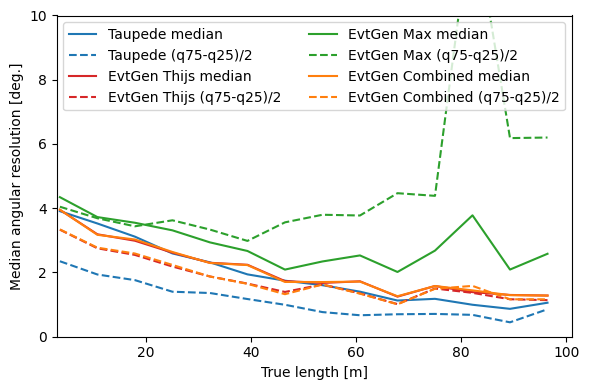 10
8
6
4
2
0
Median angular resolution [deg.]
Taupede median
Taupede (q75-q25)/2
EvtGen Thijs median
EvtGen Thijs (q75-q25)/2
EvtGen Max median
EvtGen Max (q75-q25)/2
EvtGen Combined median
EvtGen Combined (q75-q25)/2
20 40 60 80 100
True length [m]